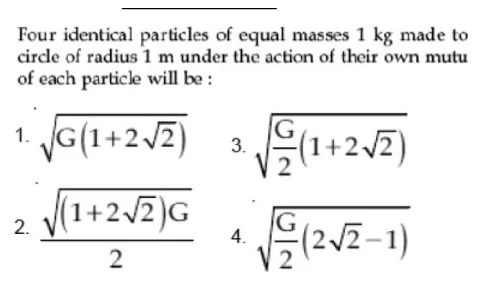 Four identical particles of equal masses 1 kg made to
circle of radius 1 m under the action of their own mutu
of each particle will be :
1. √G(1+2√2)
3. √G/2(1+2√2)
2. √(1+2√2)G/2
4. √G/2(2√2−1)